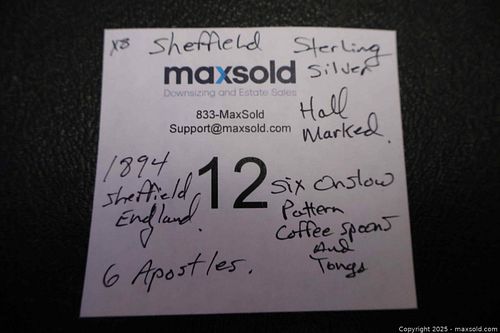 x8 Sheffield Sterling
Silver
maxsold
Downsizing and Estate Sales
833-MaxSold
Support@maxsold.com
Hall
Marked.
1894
Sheffield
England.
12
Six Onslow
Pattern
Coffee spoons
And
Tongs
6 Apostles.
Copyright 2025 - maxsold.com